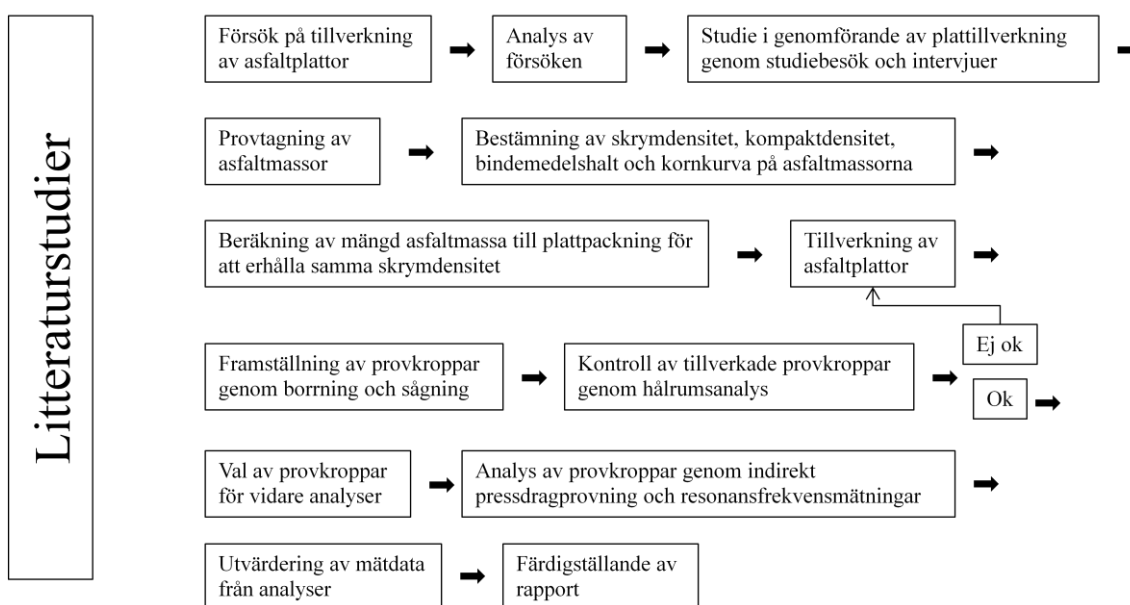 Litteraturstudier
Försök på tillverkning
av asfaltplattor
Analys av
försöken
Studie i genomförande av plattillverkning
genom studiebesök och intervjuer
Provtagning av
asfaltmassor
Bestämning av skrymdensitet, kompaktdensitet,
bindemedelshalt och kornkurva på asfaltmassorna
Beräkning av mängd asfaltmassa till plattpackning för
att erhålla samma skrymdensitet
Tillverkning av
asfaltplattor
Framställning av provkroppar
genom borrning och sågning
Kontroll av tillverkade provkroppar
genom hålrumsanalys
Ej ok
Ok
Val av provkroppar
för vidare analyser
Analys av provkroppar genom indirekt
pressdragprovning och resonansfrekvensmätningar
Utvärdering av mätdata
från analyser
Färdigställande av
rapport